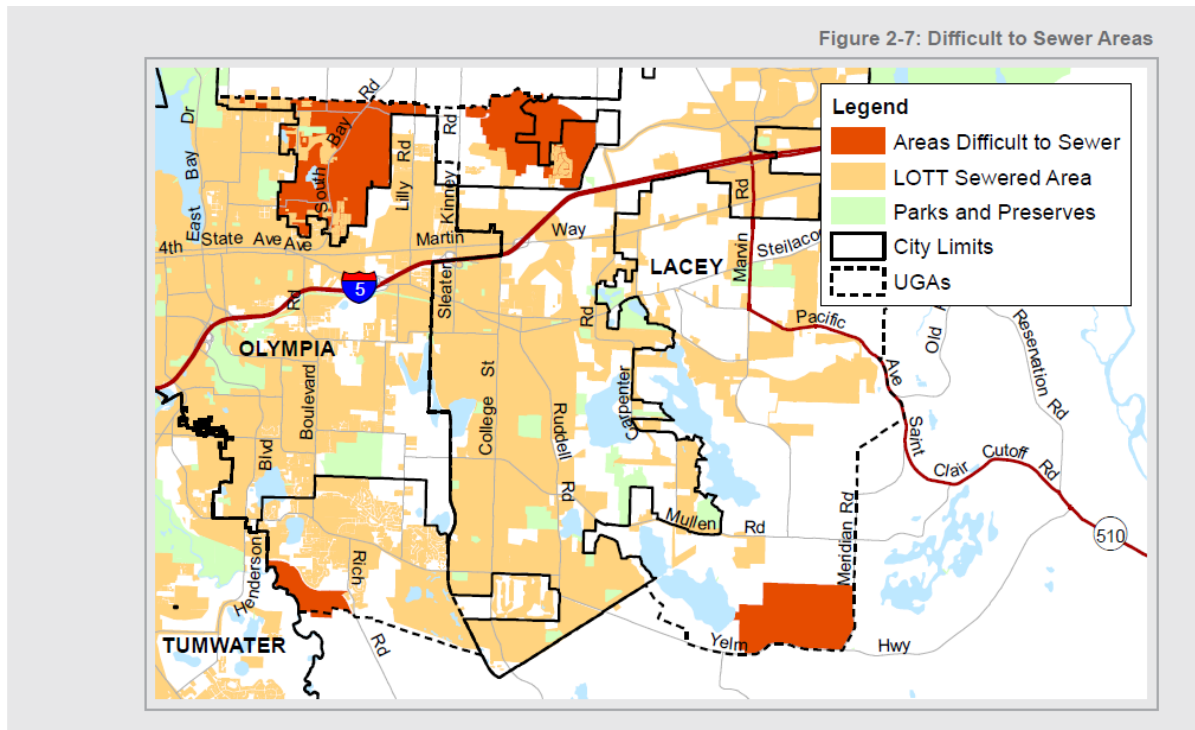 Figure 2-7: Difficult to Sewer Areas
Legend
Areas Difficult to Sewer
LOTT Sewered Area
Parks and Preserves
City Limits
UGAs
Rd
Dr
Bay
East
Bay
South
Rd
Lilly
Rd
Kinney
4th
State Ave
Ave
Martin
Way
Rd
Marvin
Steilaco
LACEY
5
Sleater
Rd
OLYMPIA
Rd
Carpenter
Pacific
Ave
Old
Reservation Rd
Boulevard
Blvd
College St
Ruddell
Rd
Saint
Clair
Cutoff
Rd
Mullen
Rd
Meridian Rd
510
Henderson
Rich
Rd
TUMWATER
Yelm
Hwy